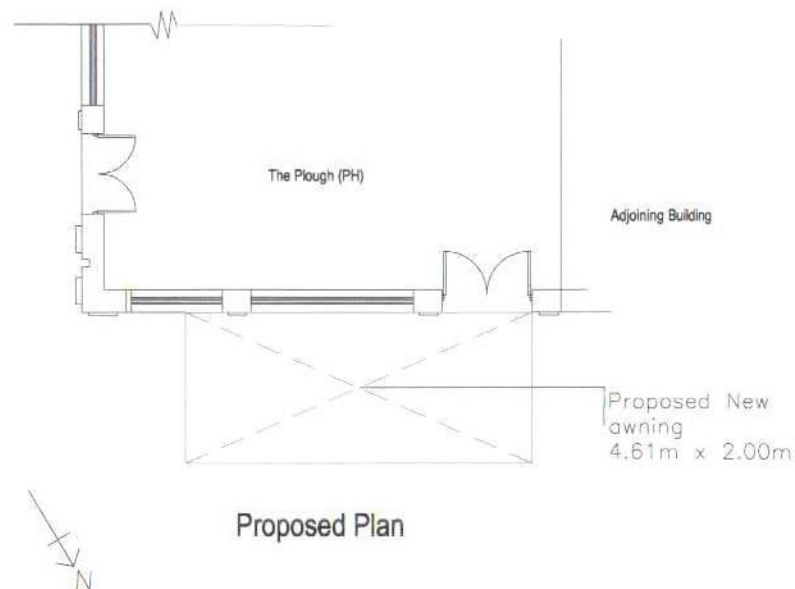 The Plough (PH)
Adjoining Building
Proposed New
awning
4.61m x 2.00m
Proposed Plan
N